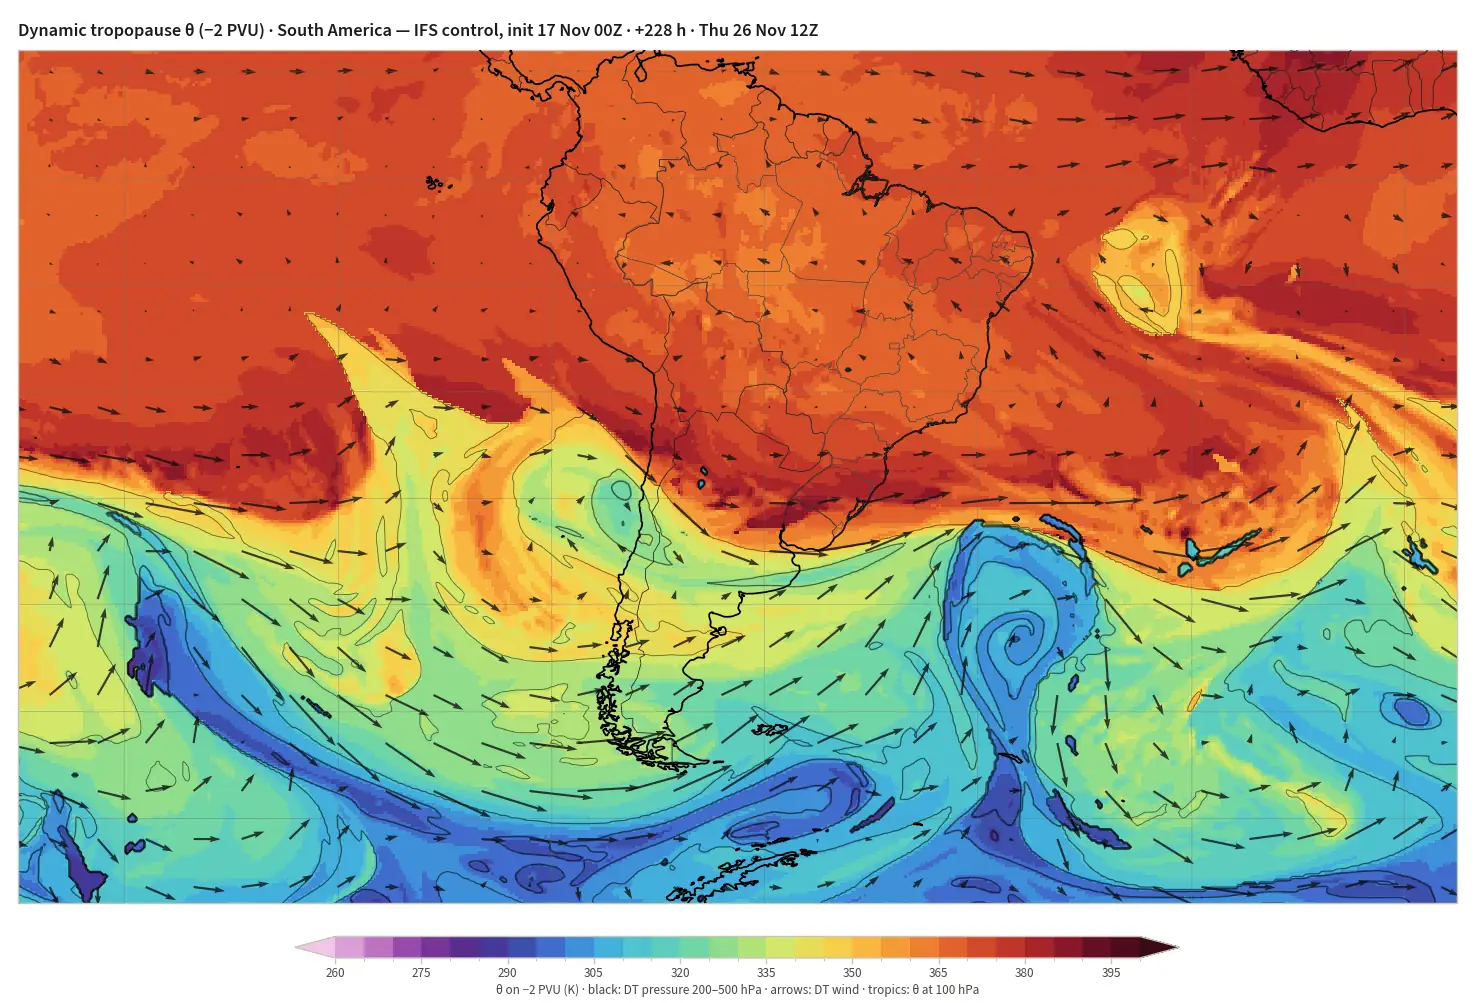 Dynamic tropopause θ (−2 PVU) · South America — IFS control, init 17 Nov 00Z · +228 h · Thu 26 Nov 12Z
260 275 290 305 320 335 350 365 380 395
θ on −2 PVU (K) · black: DT pressure 200–500 hPa · arrows: DT wind · tropics: θ at 100 hPa